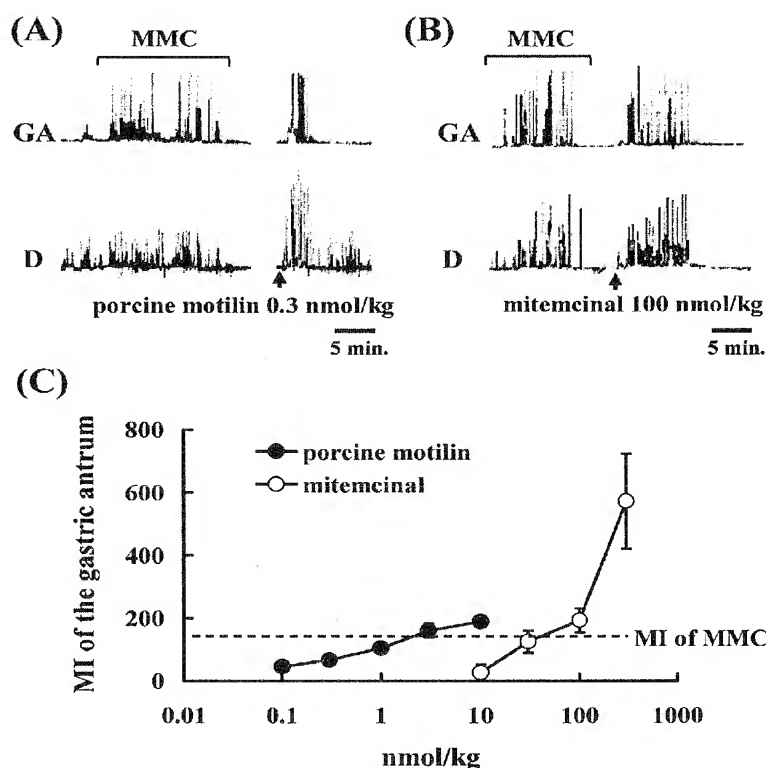 (A)
MMC
GA
D
porcine motilin 0.3 nmol/kg
5 min.
(B)
MMC
GA
D
mitemcinal 100 nmol/kg
5 min.
(C)
MI of the gastric antrum
800
600
400
200
0
porcine motilin
mitemcinal
MI of MMC
0.01 0.1 1 10 100 1000
nmol/kg